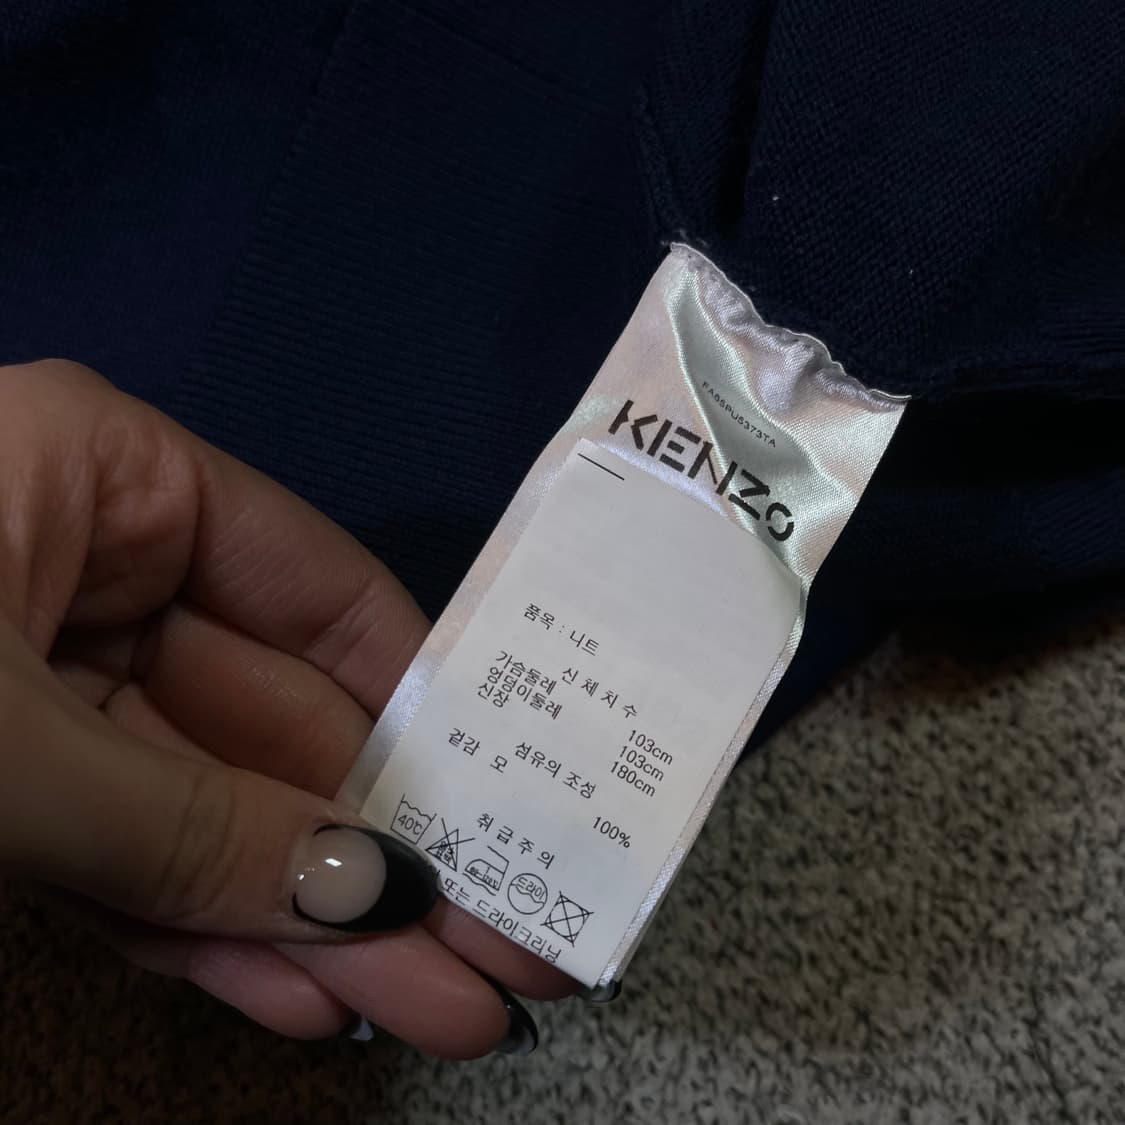 FA65PU5373TA
KENZO
품목 : 니트
신 체 치 수
가슴둘레 103cm
엉덩이둘레 103cm
신장 180cm
섬유의 조성
겉감 모 100%
취 급 주 의
40℃
드라이
또는 드라이크리닝